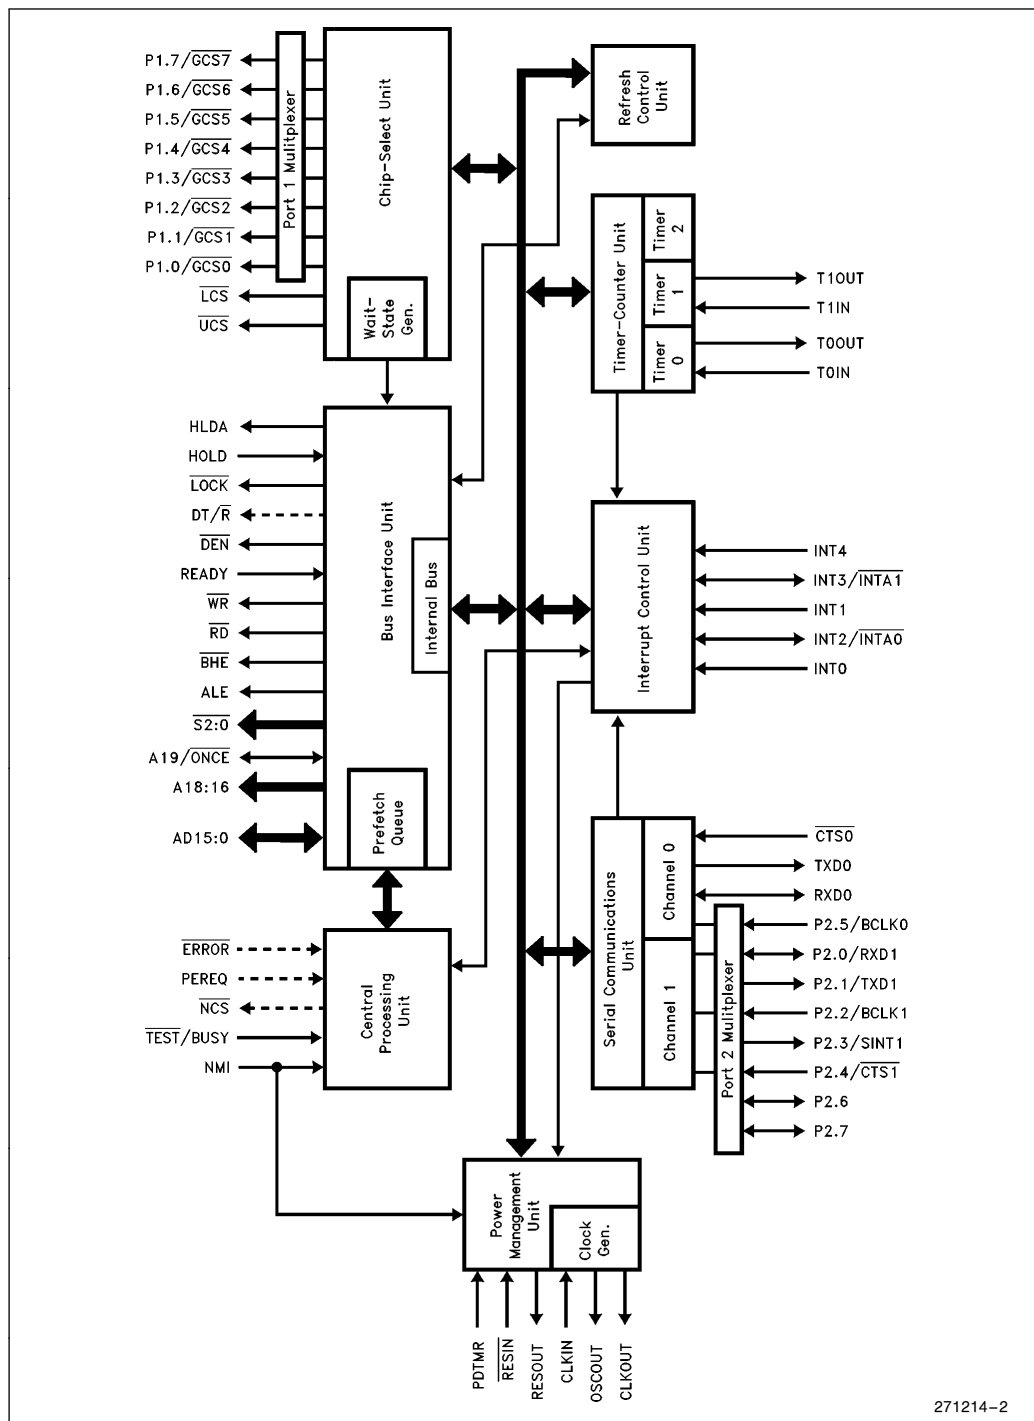 P1.7/GCS7
P1.6/GCS6
P1.5/GCS5
P1.4/GCS4
P1.3/GCS3
P1.2/GCS2
P1.1/GCS1
P1.0/GCS0
LCS
UCS
Port 1 Mulitplexer
Chip-Select Unit
Wait-
State
Gen.
Refresh
Control
Unit
Timer-Counter Unit
Timer
2
Timer
1
Timer
0
T1OUT
T1IN
T0OUT
T0IN
HLDA
HOLD
LOCK
DT/R
DEN
READY
WR
RD
BHE
ALE
S2:0
A19/ONCE
A18:16
AD15:0
Bus Interface Unit
Internal Bus
Prefetch
Queue
Interrupt Control Unit
INT4
INT3/INTA1
INT1
INT2/INTA0
INT0
ERROR
PEREQ
NCS
TEST/BUSY
NMI
Central
Processing
Unit
Serial Communications
Unit
Channel 0
Channel 1
Port 2 Mulitplexer
CTS0
TXD0
RXD0
P2.5/BCLK0
P2.0/RXD1
P2.1/TXD1
P2.2/BCLK1
P2.3/SINT1
P2.4/CTS1
P2.6
P2.7
Power
Management
Unit
Clock
Gen.
PDTMR
RESIN
RESOUT
CLKIN
OSCOUT
CLKOUT
271214-2